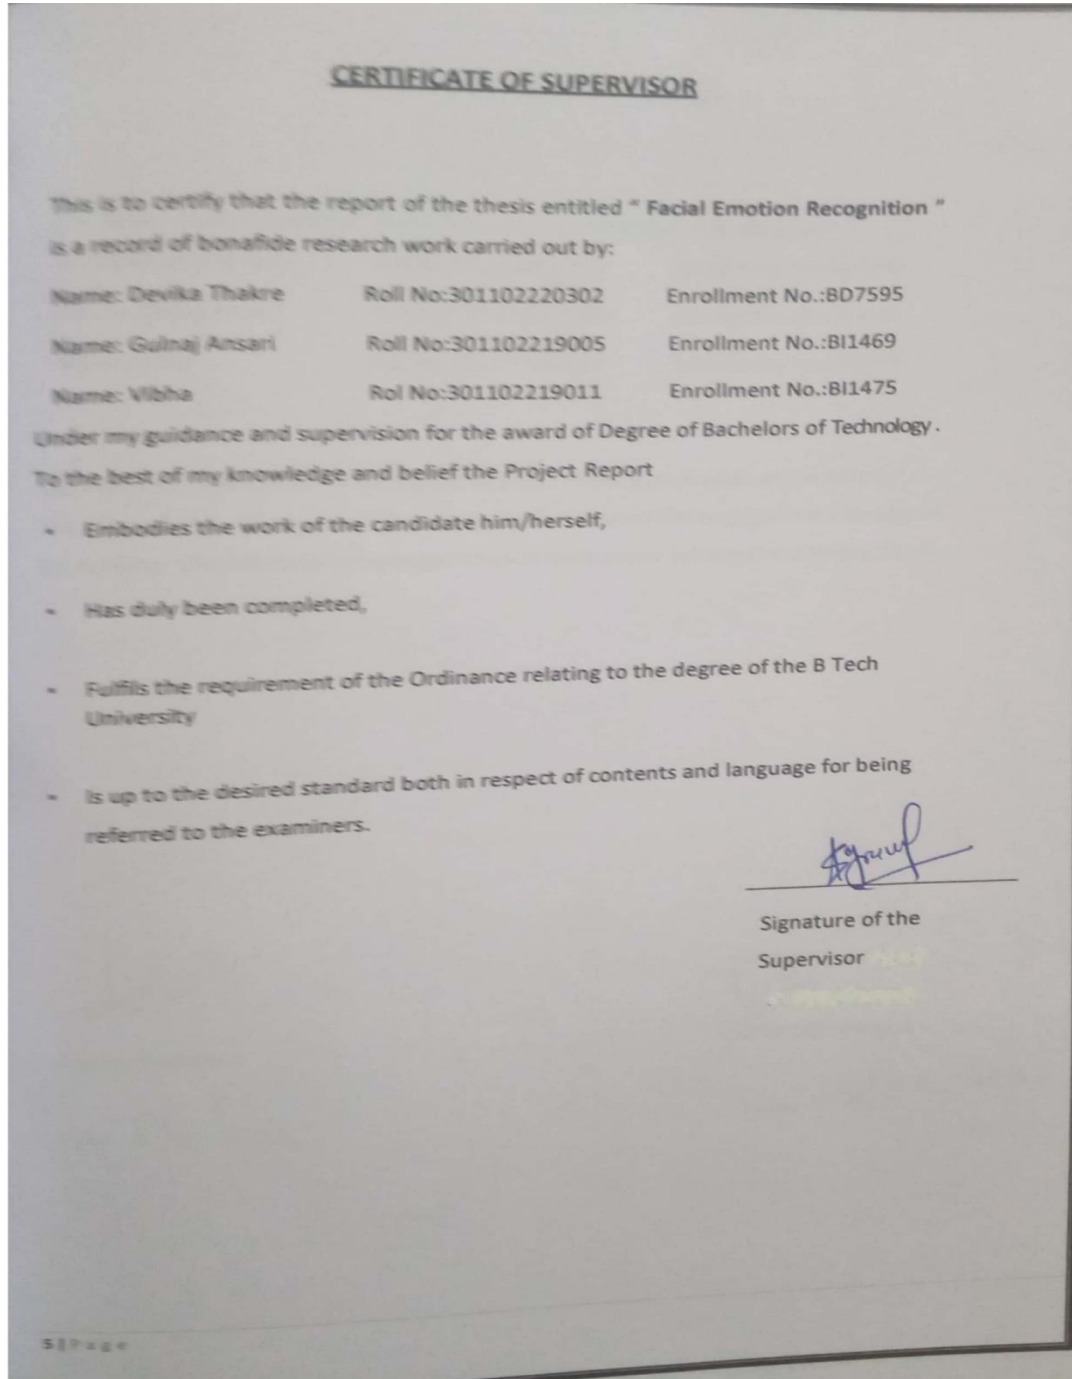 CERTIFICATE OF SUPERVISOR
This is to certify that the report of the thesis entitled “ Facial Emotion Recognition ”
is a record of bonafide research work carried out by:
Name: Devika Thakre Roll No:301102220302 Enrollment No.:BD7595
Name: Gulnaj Ansari Roll No:301102219005 Enrollment No.:BI1469
Name: Vibha Rol No:301102219011 Enrollment No.:BI1475
Under my guidance and supervision for the award of Degree of Bachelors of Technology.
To the best of my knowledge and belief the Project Report
- Embodies the work of the candidate him/herself,
- Has duly been completed,
- Fulfils the requirement of the Ordinance relating to the degree of the B Tech
University
- Is up to the desired standard both in respect of contents and language for being
referred to the examiners.
Signature of the
Supervisor
5 | Page